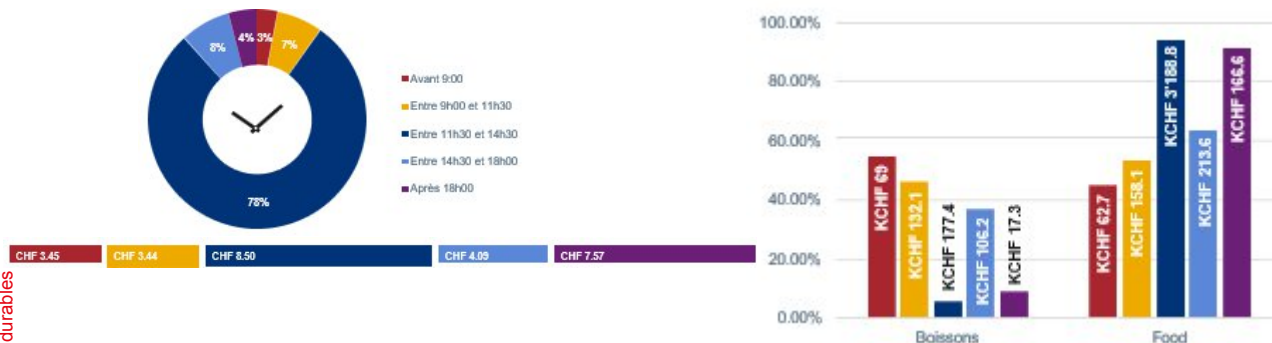 8%
4%
3%
7%
78%
Avant 9:00
Entre 9h00 et 11h30
Entre 11h30 et 14h30
Entre 14h30 et 18h00
Après 18h00
CHF 3.45
CHF 3.44
CHF 8.50
CHF 4.09
CHF 7.57
durables
100.00%
80.00%
60.00%
40.00%
20.00%
0.00%
KCHF 69
KCHF 132.1
KCHF 177.4
KCHF 106.2
KCHF 17.3
KCHF 62.7
KCHF 158.1
KCHF 3'188.8
KCHF 213.6
KCHF 166.6
Boissons
Food